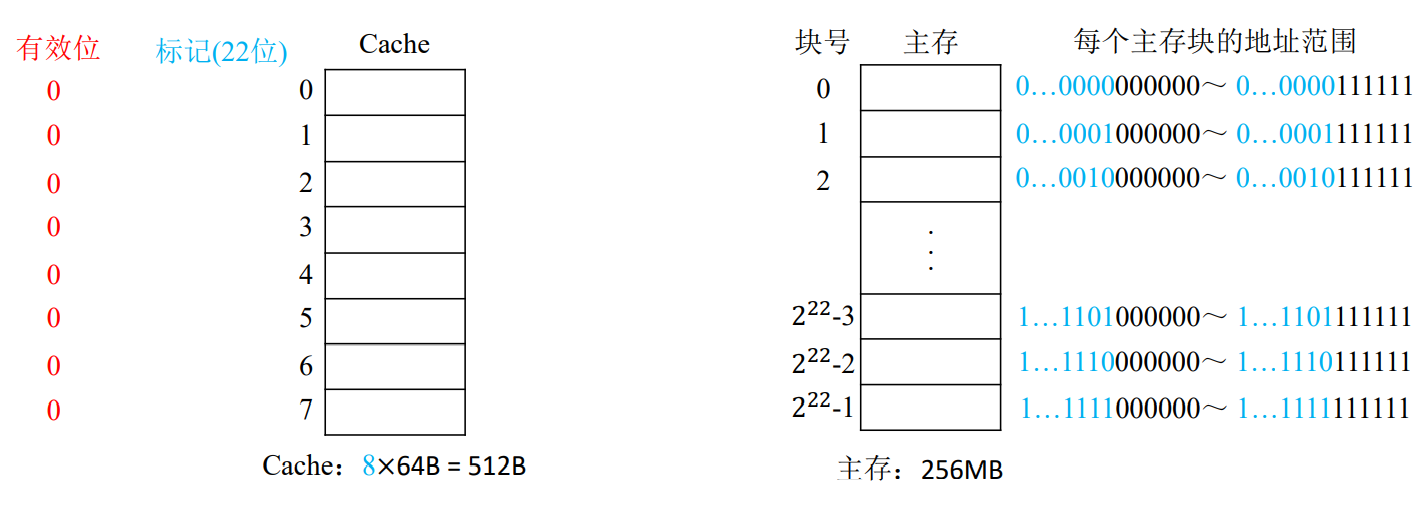 有效位 标记(22位) Cache 块号 主存 每个主存块的地址范围
0 0 0 0…0000000000～ 0…0000111111
0 1 1 0…0001000000～ 0…0001111111
0 2 2 0…0010000000～ 0…0010111111
0 3 ⋮
0 4
0 5 2²²-3 1…1101000000～ 1…1101111111
0 6 2²²-2 1…1110000000～ 1…1110111111
0 7 2²²-1 1…1111000000～ 1…1111111111
Cache：8×64B = 512B 主存：256MB